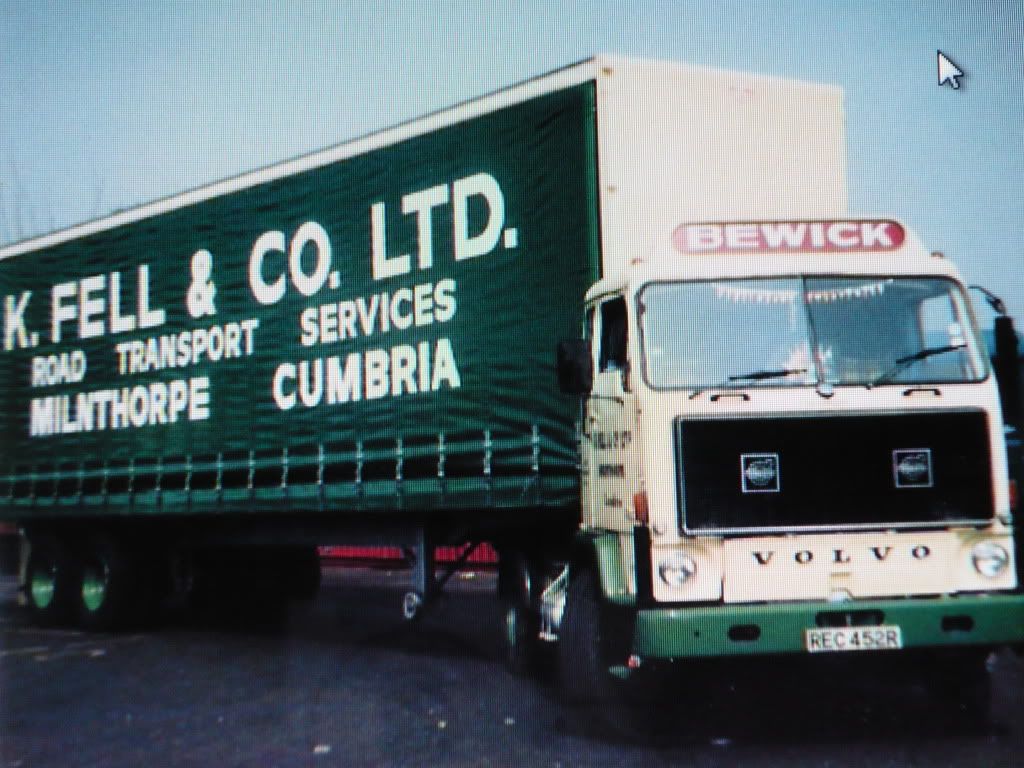 K. FELL & CO. LTD.
ROAD TRANSPORT SERVICES
MILNTHORPE CUMBRIA
BEWICK
VOLVO
REC 452R